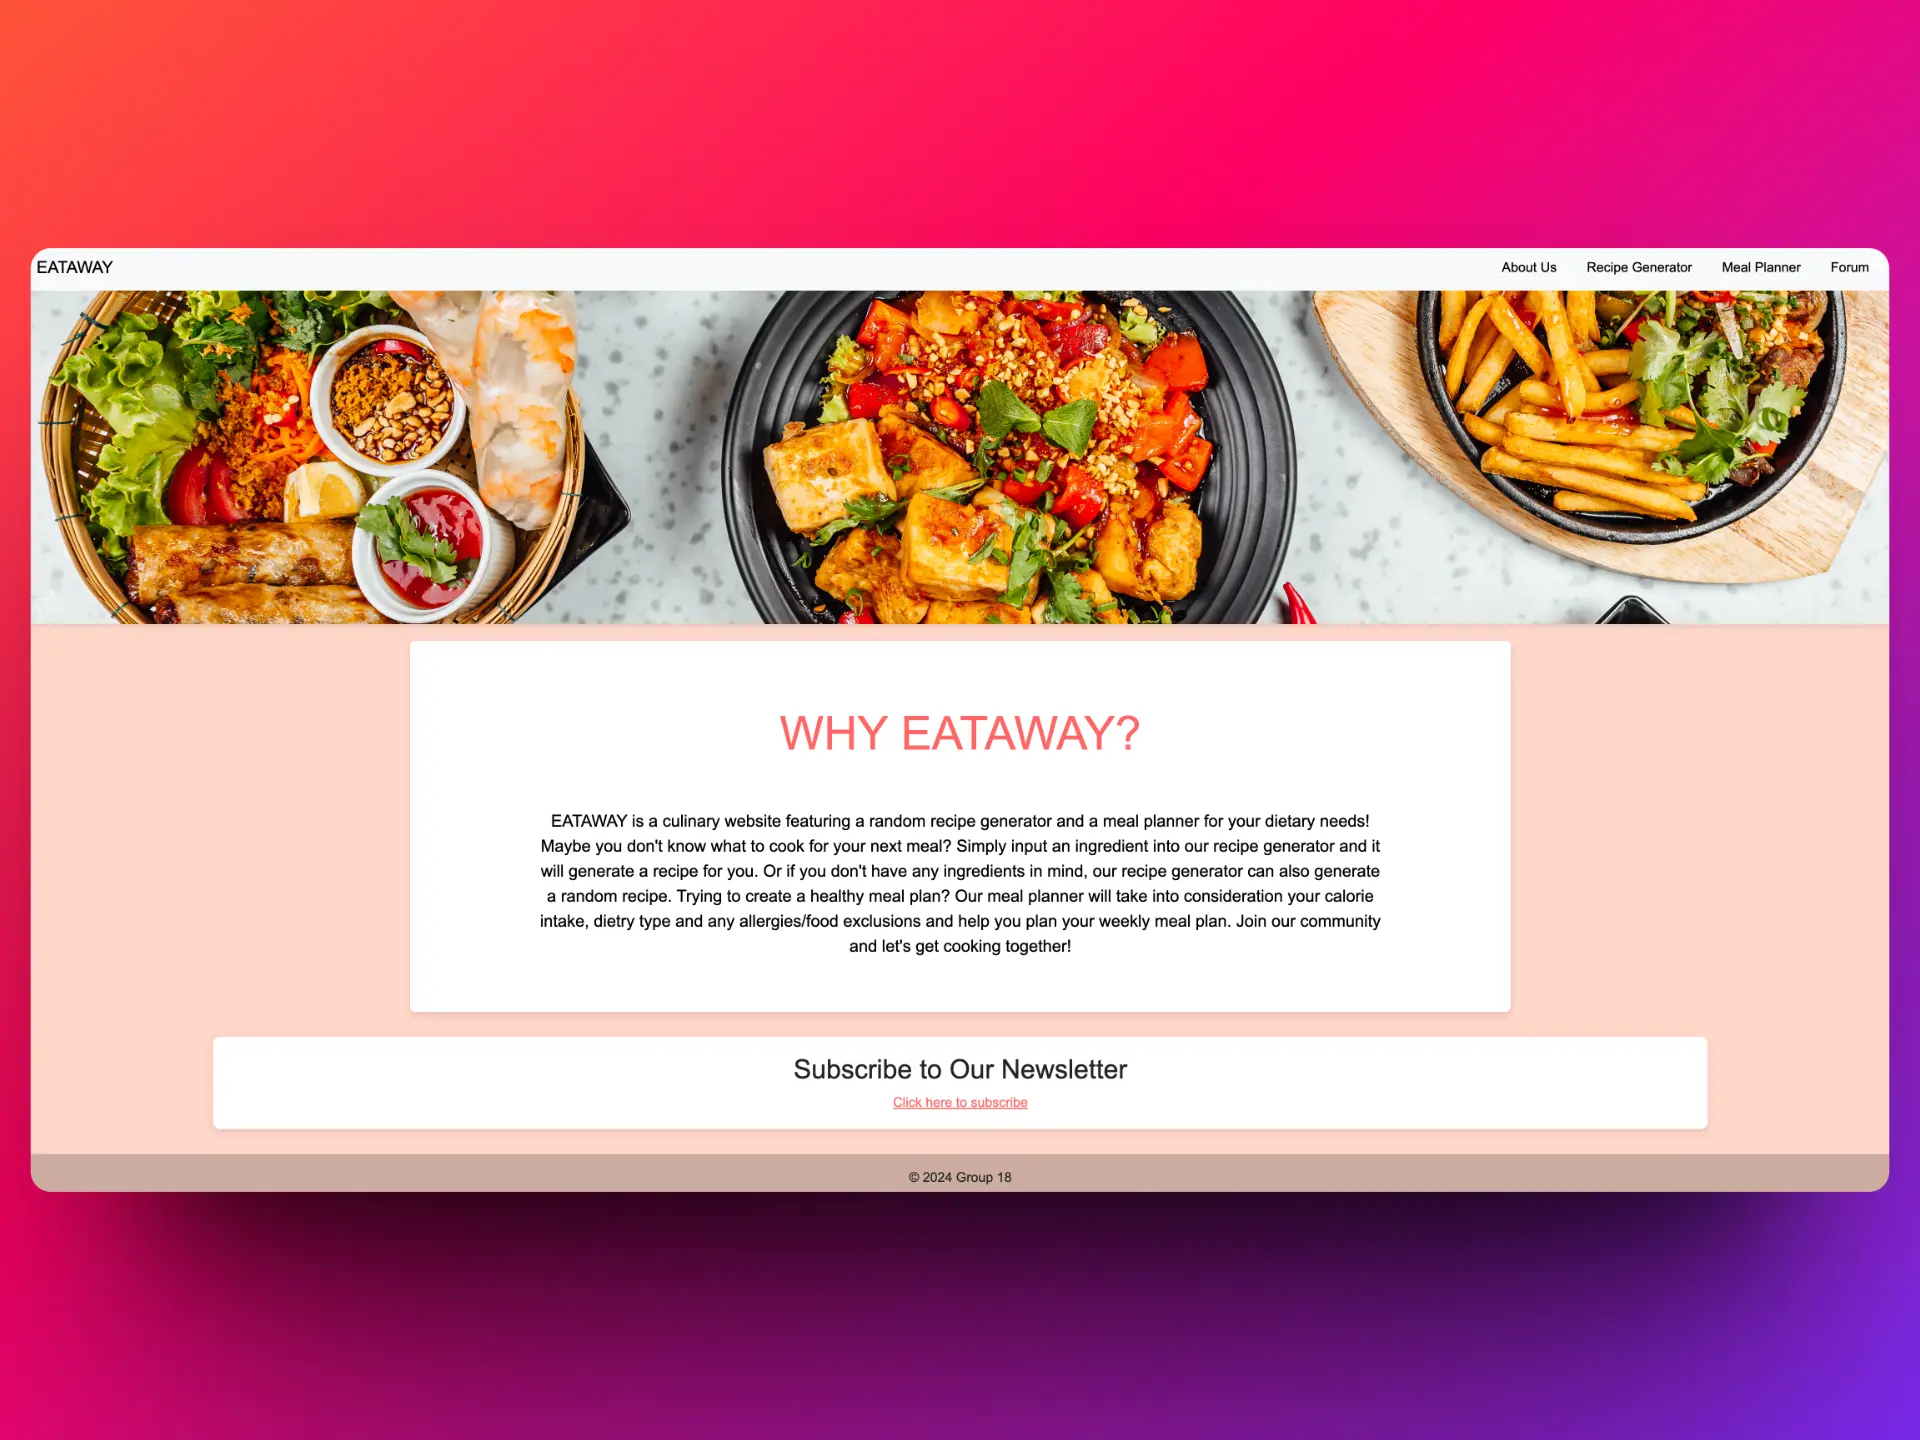 EATAWAY
About Us Recipe Generator Meal Planner Forum
WHY EATAWAY?
EATAWAY is a culinary website featuring a random recipe generator and a meal planner for your dietary needs!
Maybe you don't know what to cook for your next meal? Simply input an ingredient into our recipe generator and it
will generate a recipe for you. Or if you don't have any ingredients in mind, our recipe generator can also generate
a random recipe. Trying to create a healthy meal plan? Our meal planner will take into consideration your calorie
intake, dietry type and any allergies/food exclusions and help you plan your weekly meal plan. Join our community
and let's get cooking together!
Subscribe to Our Newsletter
Click here to subscribe
© 2024 Group 18